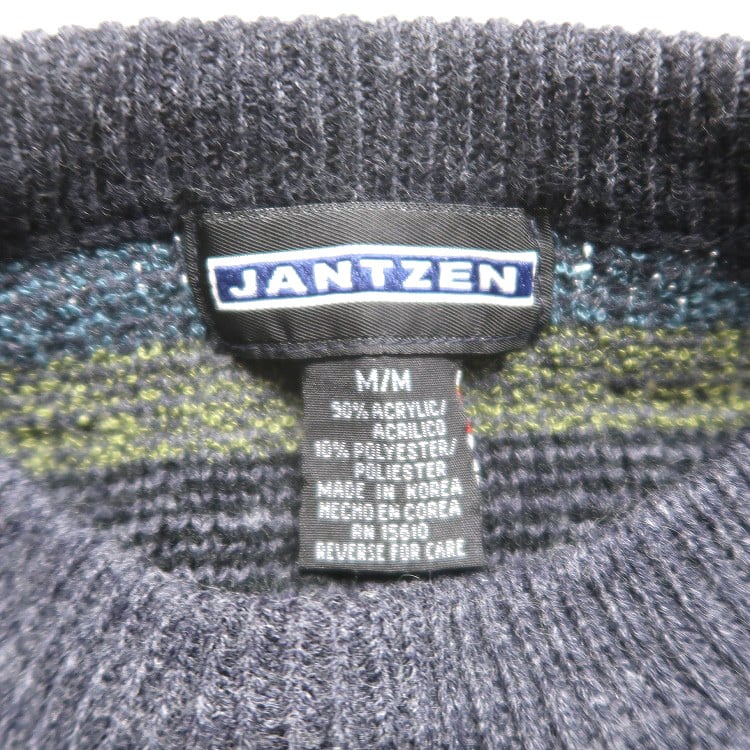 JANTZEN
M/M
90% ACRYLIC/
ACRILICO
10% POLYESTER/
POLIESTER
MADE IN KOREA
HECHO EN COREA
RN 15610
REVERSE FOR CARE